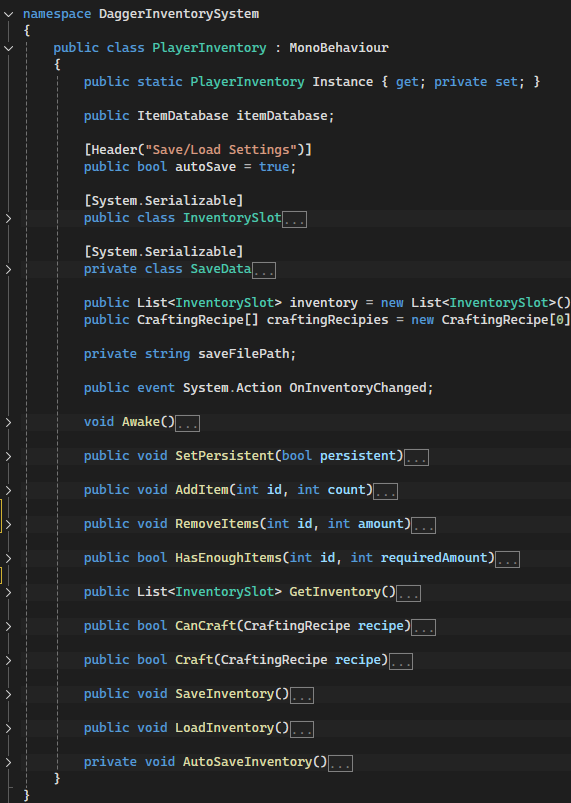 namespace DaggerInventorySystem
{
public class PlayerInventory : MonoBehaviour
{
public static PlayerInventory Instance { get; private set; }
public ItemDatabase itemDatabase;
[Header("Save/Load Settings")]
public bool autoSave = true;
[System.Serializable]
public class InventorySlot...
[System.Serializable]
private class SaveData...
public List<InventorySlot> inventory = new List<InventorySlot>()
public CraftingRecipe[] craftingRecipies = new CraftingRecipe[0]
private string saveFilePath;
public event System.Action OnInventoryChanged;
void Awake()...
public void SetPersistent(bool persistent)...
public void AddItem(int id, int count)...
public void RemoveItems(int id, int amount)...
public bool HasEnoughItems(int id, int requiredAmount)...
public List<InventorySlot> GetInventory()...
public bool CanCraft(CraftingRecipe recipe)...
public bool Craft(CraftingRecipe recipe)...
public void SaveInventory()...
public void LoadInventory()...
private void AutoSaveInventory()...
}
}